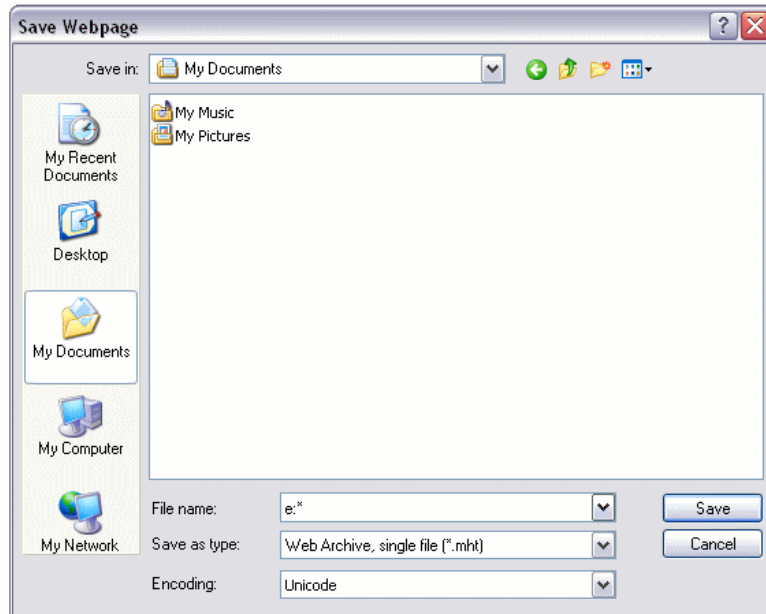 Save Webpage
Save in: My Documents
My Music
My Pictures
My Recent
Documents
Desktop
My Documents
My Computer
My Network
File name: e:* Save
Save as type: Web Archive, single file (*.mht) Cancel
Encoding: Unicode